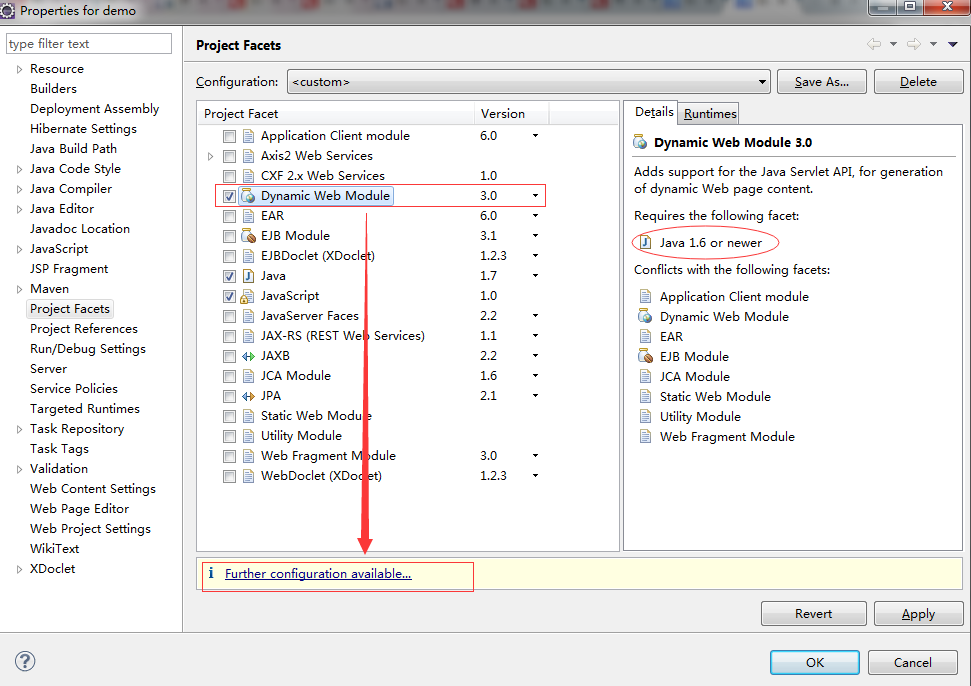 Properties for demo
type filter text
Resource
Builders
Deployment Assembly
Hibernate Settings
Java Build Path
Java Code Style
Java Compiler
Java Editor
Javadoc Location
JavaScript
JSP Fragment
Maven
Project Facets
Project References
Run/Debug Settings
Server
Service Policies
Targeted Runtimes
Task Repository
Task Tags
Validation
Web Content Settings
Web Page Editor
Web Project Settings
WikiText
XDoclet
Project Facets
Configuration: <custom> Save As... Delete
Project Facet Version
Application Client module 6.0
Axis2 Web Services
CXF 2.x Web Services 1.0
Dynamic Web Module 3.0
EAR 6.0
EJB Module 3.1
EJBDoclet (XDoclet) 1.2.3
Java 1.7
JavaScript 1.0
JavaServer Faces 2.2
JAX-RS (REST Web Services) 1.1
JAXB 2.2
JCA Module 1.6
JPA 2.1
Static Web Module
Utility Module
Web Fragment Module 3.0
WebDoclet (XDoclet) 1.2.3
Details Runtimes
Dynamic Web Module 3.0
Adds support for the Java Servlet API, for generation
of dynamic Web page content.
Requires the following facet:
Java 1.6 or newer
Conflicts with the following facets:
Application Client module
Dynamic Web Module
EAR
EJB Module
JCA Module
Static Web Module
Utility Module
Web Fragment Module
i Further configuration available...
Revert Apply
? OK Cancel